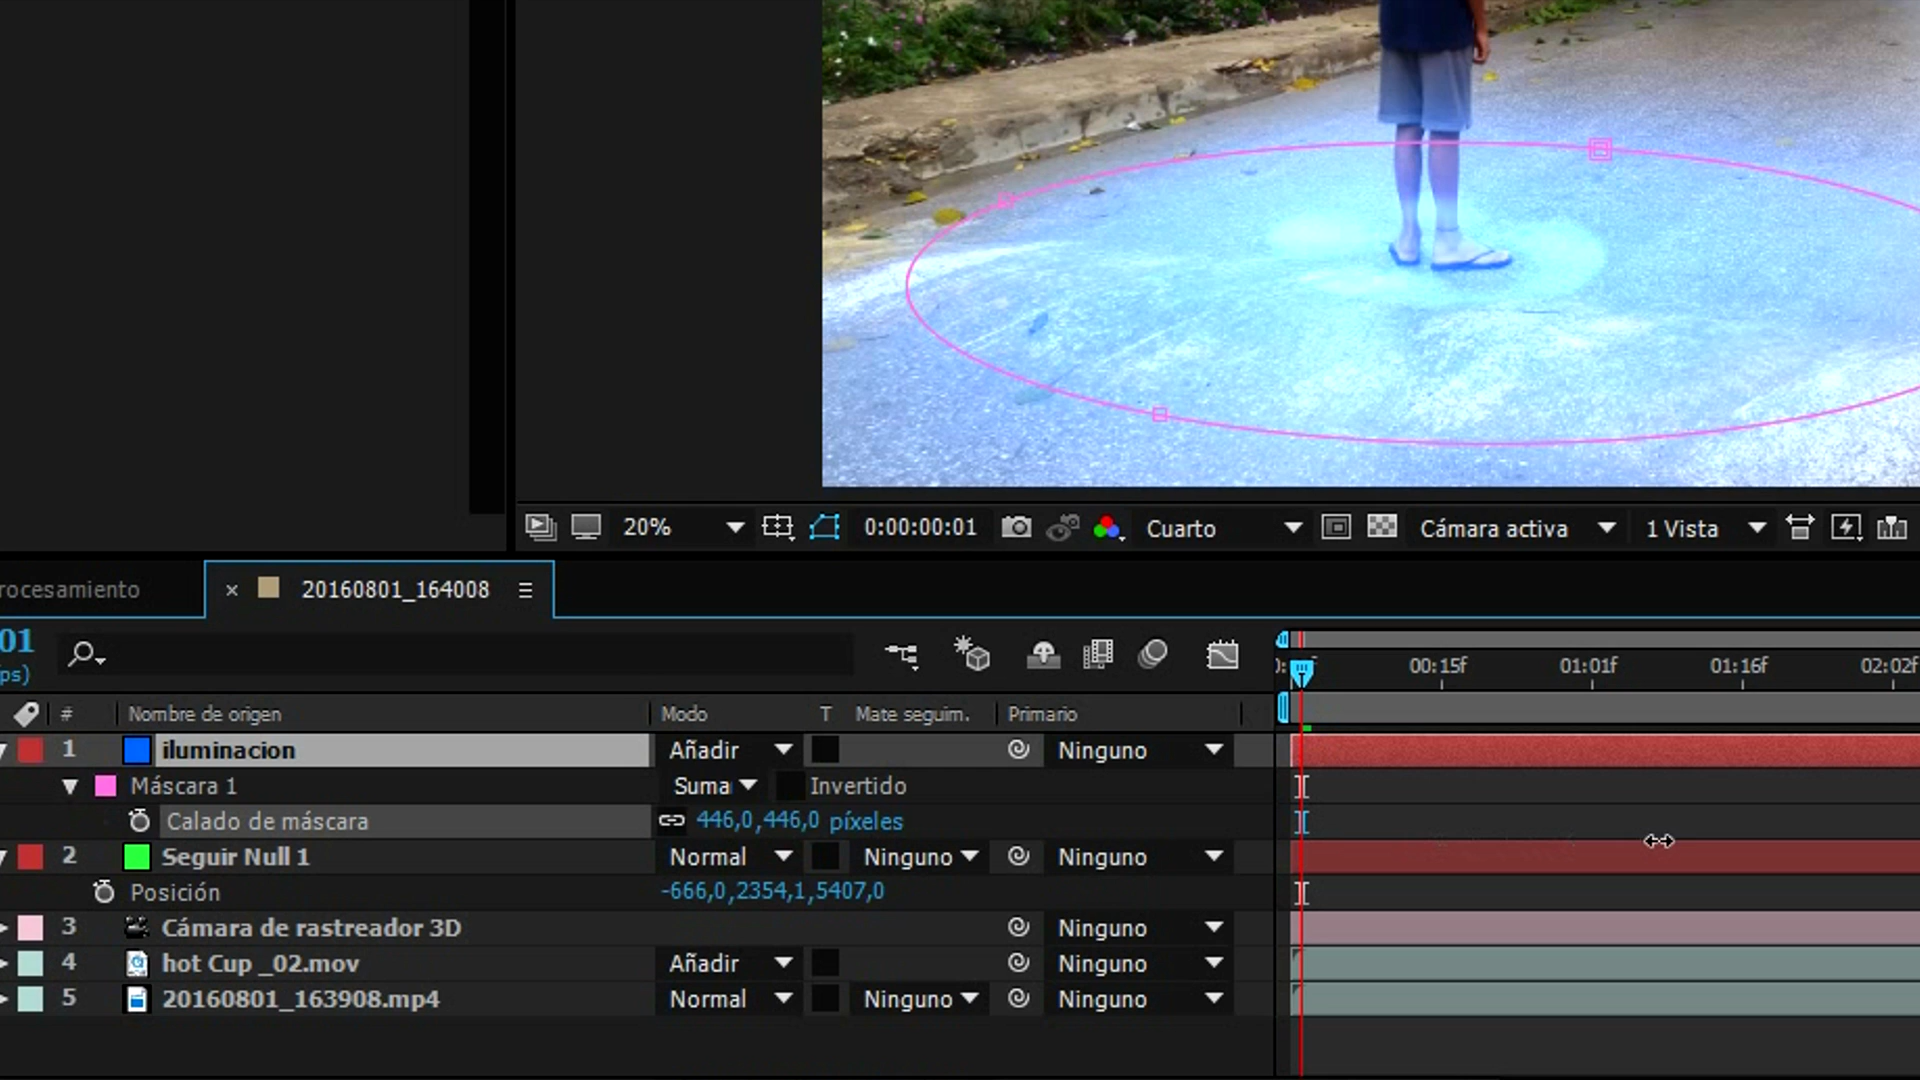 20% 0:00:00:01 Cuarto Cámara activa 1 Vista
rocesamiento × 20160801_164008
01
ps) 00:15f 01:01f 01:16f 02:02f
# Nombre de origen Modo T Mate seguim. Primario
1 iluminacion Añadir Ninguno
Máscara 1 Suma Invertido
Calado de máscara 446,0,446,0 píxeles
2 Seguir Null 1 Normal Ninguno Ninguno
Posición -666,0,2354,1,5407,0
3 Cámara de rastreador 3D Ninguno
4 hot Cup _02.mov Añadir Ninguno
5 20160801_163908.mp4 Normal Ninguno Ninguno